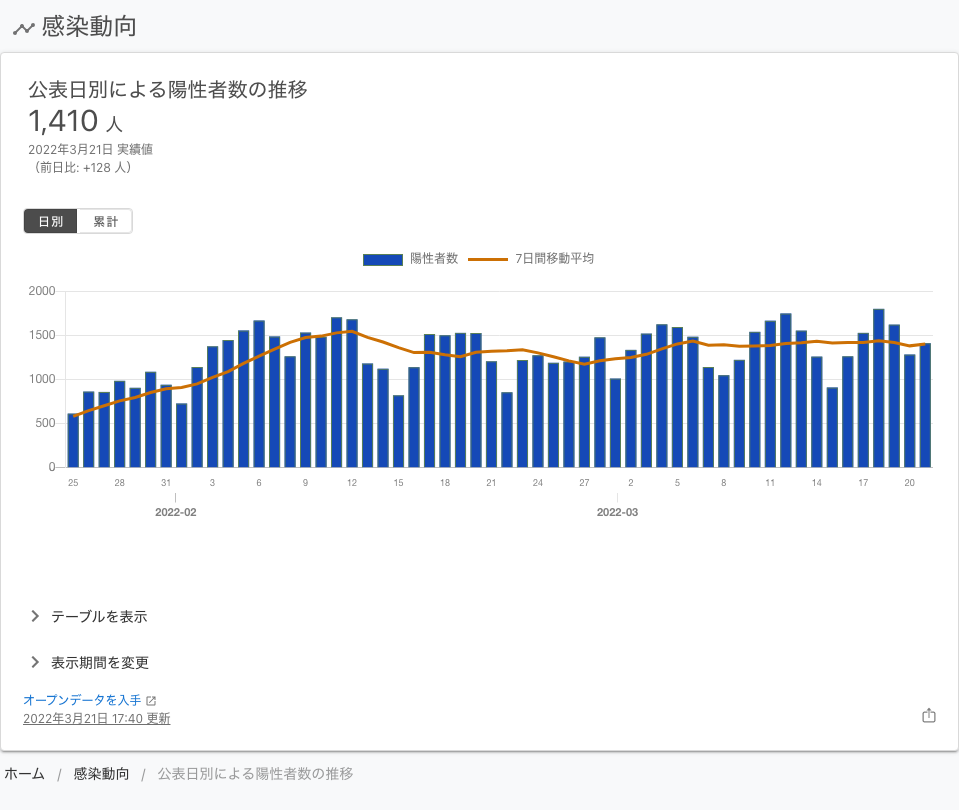 感染動向
公表日別による陽性者数の推移
1,410 人
2022年3月21日 実績値
（前日比: +128 人）
日別 累計
陽性者数 7日間移動平均
2000
1500
1000
500
0
25 28 31 3 6 9 12 15 18 21 24 27 2 5 8 11 14 17 20
2022-02 2022-03
テーブルを表示
表示期間を変更
オープンデータを入手
2022年3月21日 17:40 更新
ホーム / 感染動向 / 公表日別による陽性者数の推移